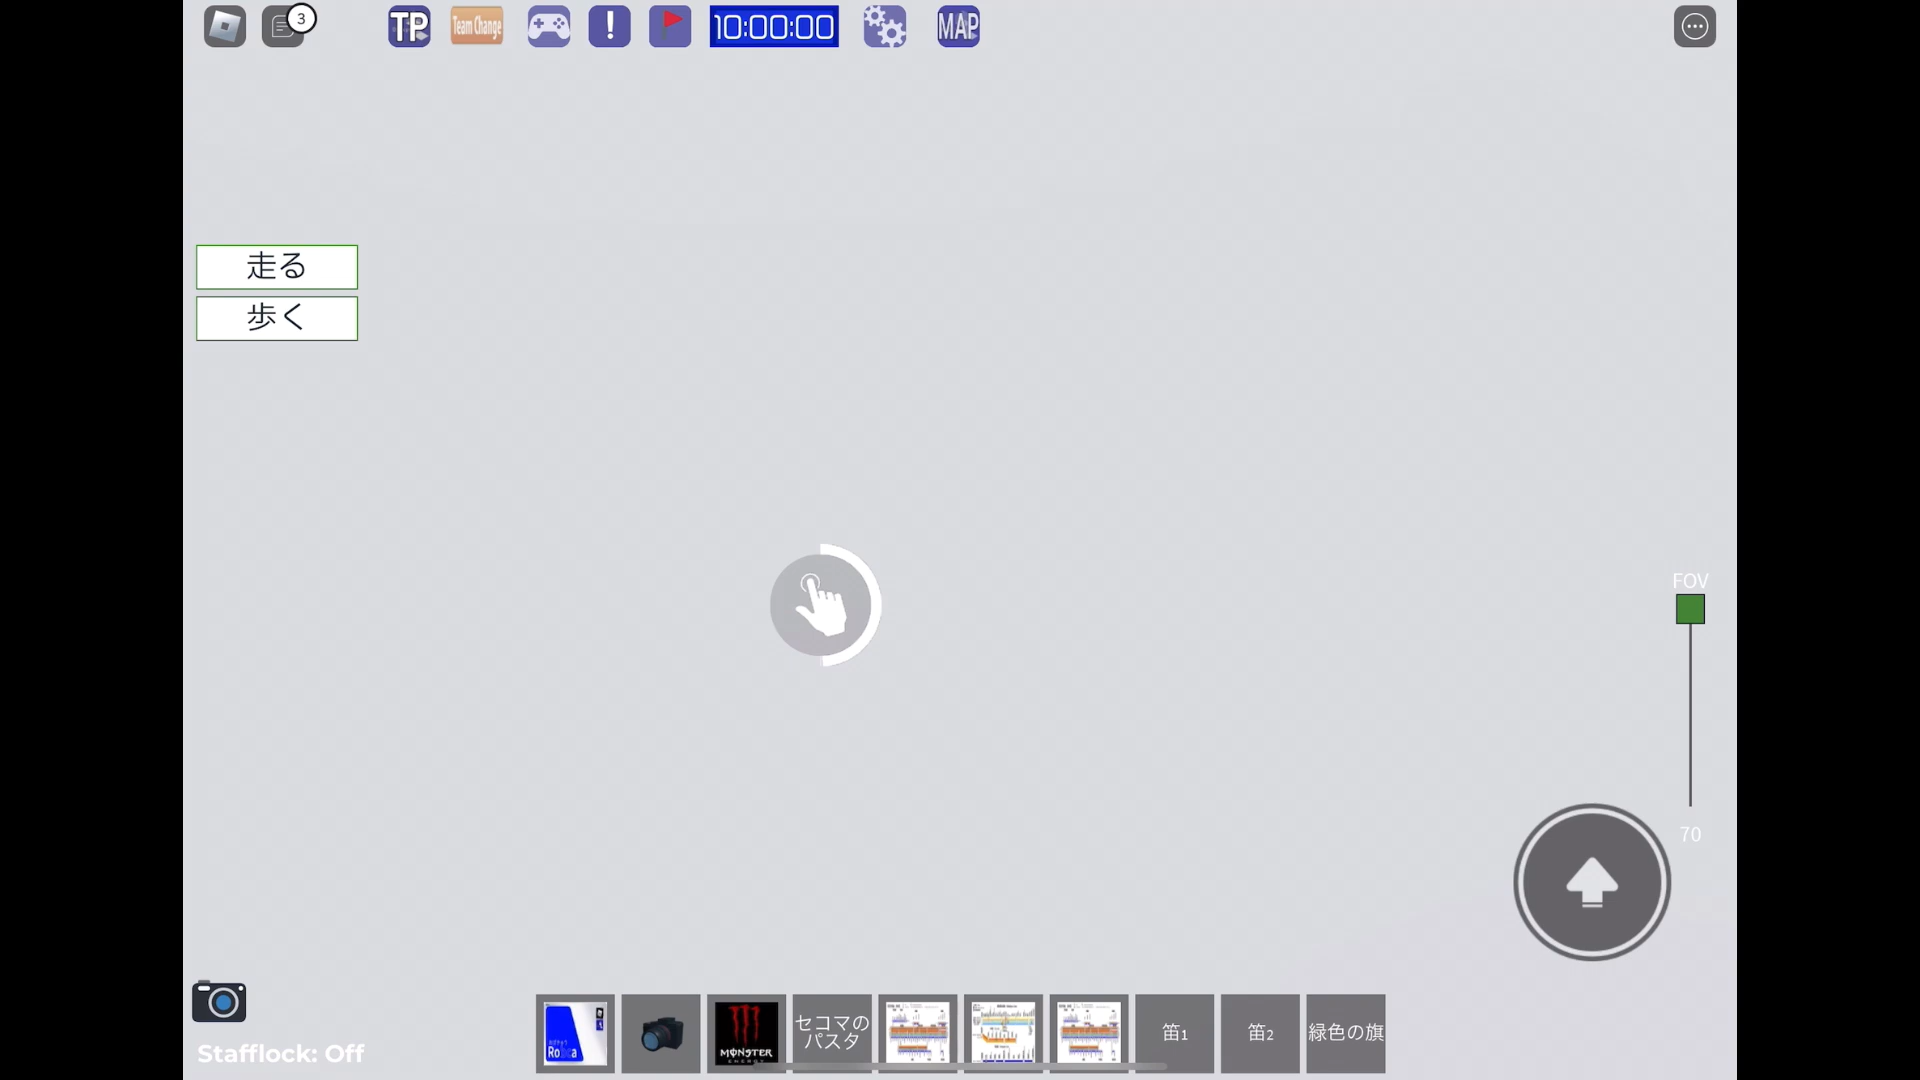 3
TP
Team Change
!
10:00:00
MAP
走る
歩く
FOV
70
Stafflock: Off
MONSTER
ENERGY
セコマの
パスタ
笛1
笛2
緑色の旗